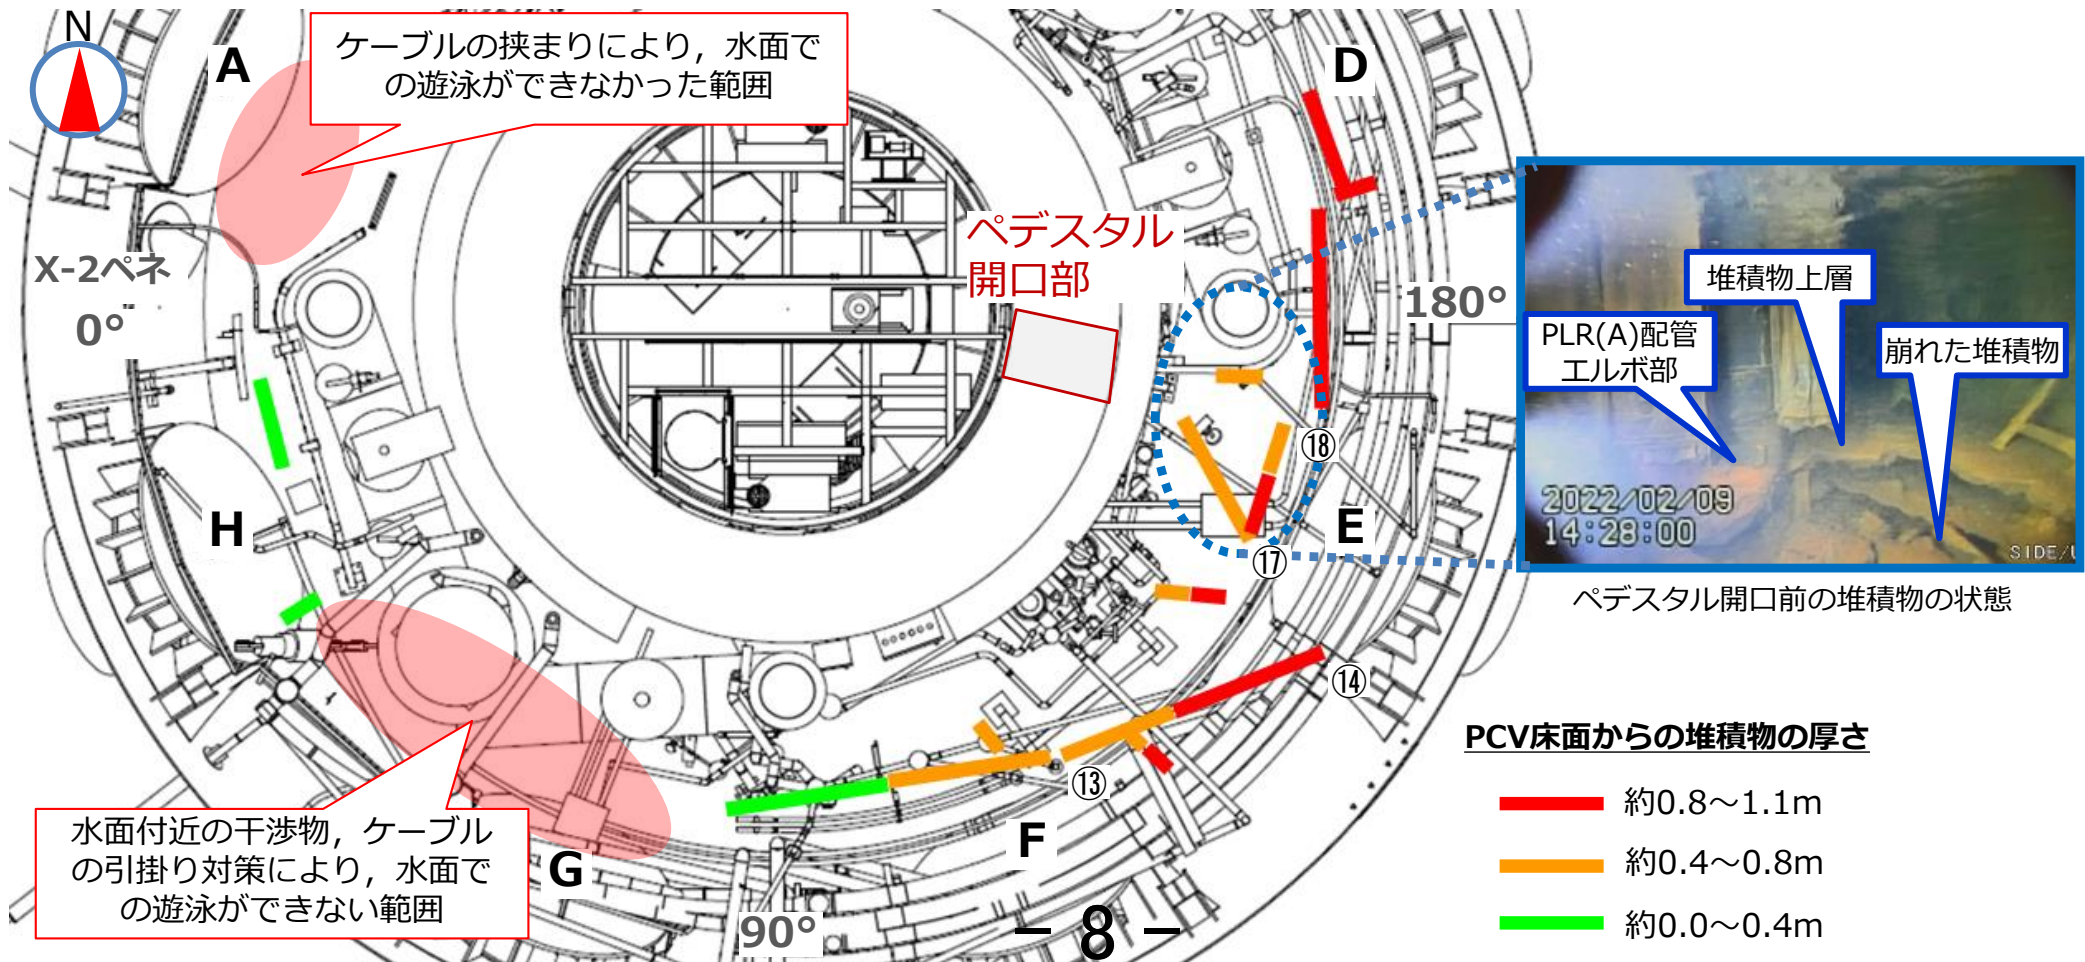 N
A
ケーブルの挟まりにより，水面で
の遊泳ができなかった範囲
D
X-2ペネ
0°
ペデスタル
開口部
180°
堆積物上層
PLR(A)配管
エルボ部
崩れた堆積物
2022/02/09
14:28:00
SIDE/
ペデスタル開口前の堆積物の状態
⑱
H
E
⑰
⑭
⑬
F
G
水面付近の干渉物，ケーブル
の引掛り対策により，水面で
の遊泳ができない範囲
90°
－ 8 －
PCV床面からの堆積物の厚さ
約0.8～1.1m
約0.4～0.8m
約0.0～0.4m